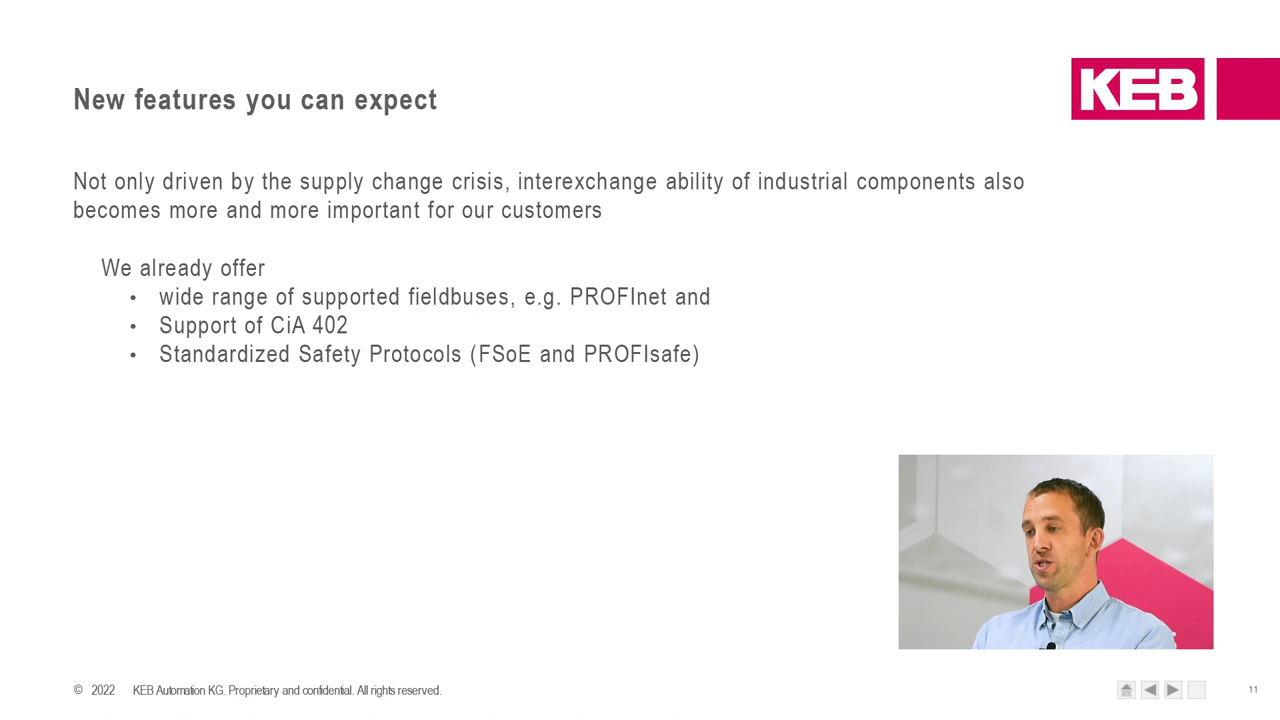 New features you can expect
KEB
Not only driven by the supply change crisis, interexchange ability of industrial components also
becomes more and more important for our customers
We already offer
• wide range of supported fieldbuses, e.g. PROFInet and
• Support of CiA 402
• Standardized Safety Protocols (FSoE and PROFIsafe)
© 2022 KEB Automation KG. Proprietary and confidential. All rights reserved.
11